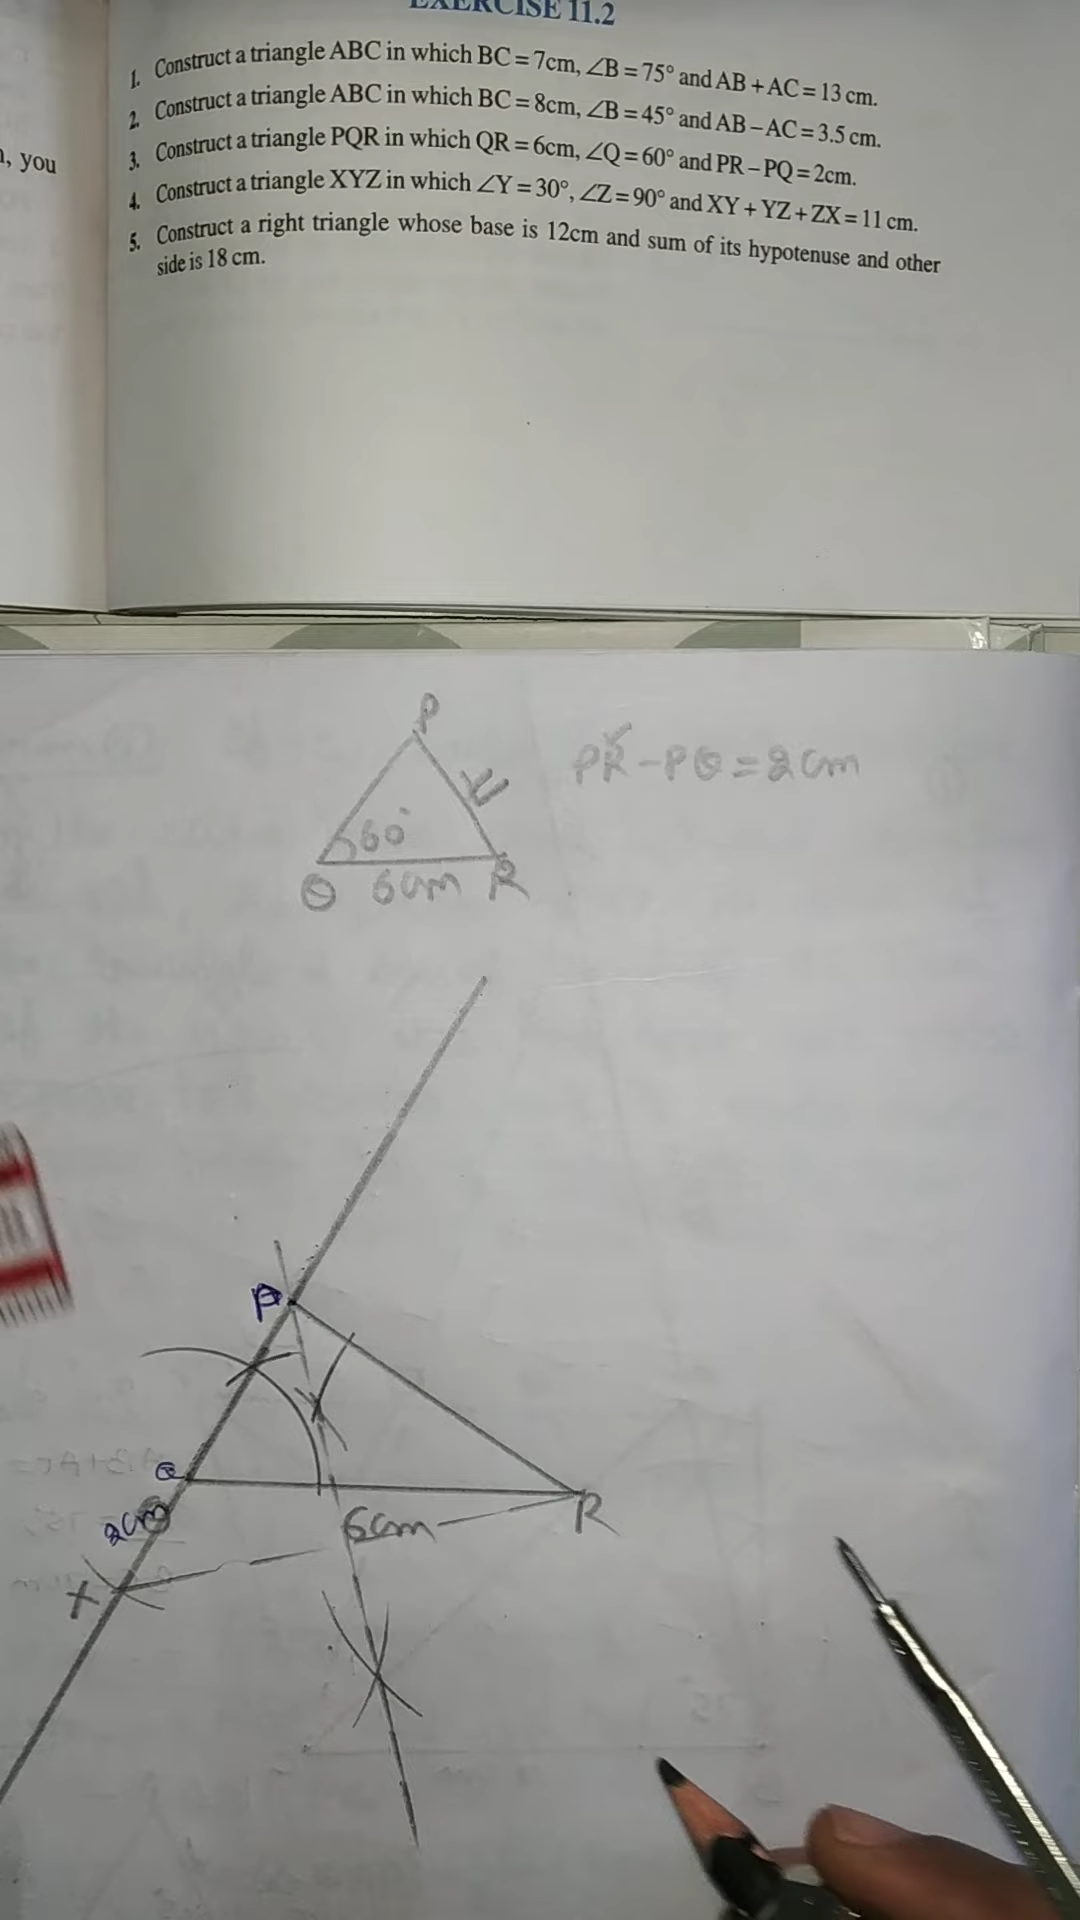 EXERCISE 11.2
1. Construct a triangle ABC in which BC = 7cm, ∠B = 75° and AB + AC = 13 cm.
2. Construct a triangle ABC in which BC = 8cm, ∠B = 45° and AB – AC = 3.5 cm.
3. Construct a triangle PQR in which QR = 6cm, ∠Q = 60° and PR – PQ = 2cm.
4. Construct a triangle XYZ in which ∠Y = 30°, ∠Z = 90° and XY + YZ + ZX = 11 cm.
5. Construct a right triangle whose base is 12cm and sum of its hypotenuse and other
side is 18 cm.
you
P
PR - PQ = 2cm
60°
Q 6cm R
P
Q
2cm
6cm
R
X